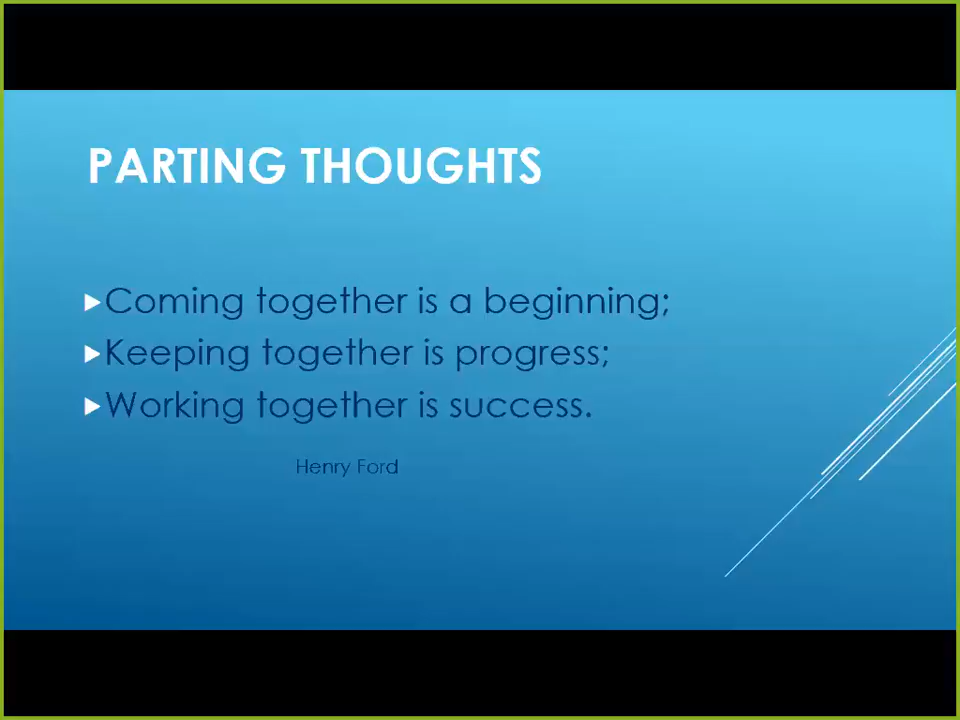 PARTING THOUGHTS
Coming together is a beginning;
Keeping together is progress;
Working together is success.
Henry Ford